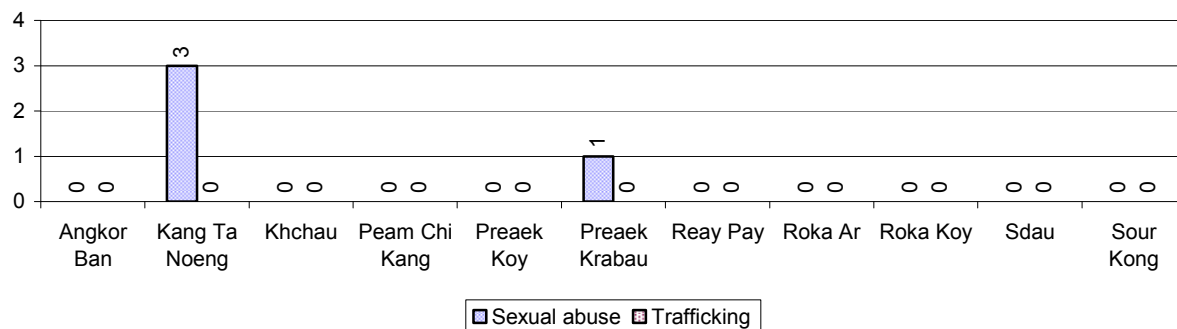 4
3
2
1
0
0 0 3 0 0 0 0 0 0 0 1 0 0 0 0 0 0 0 0 0 0 0
Angkor Ban
Kang Ta Noeng
Khchau
Peam Chi Kang
Preaek Koy
Preaek Krabau
Reay Pay
Roka Ar
Roka Koy
Sdau
Sour Kong
Sexual abuse
Trafficking